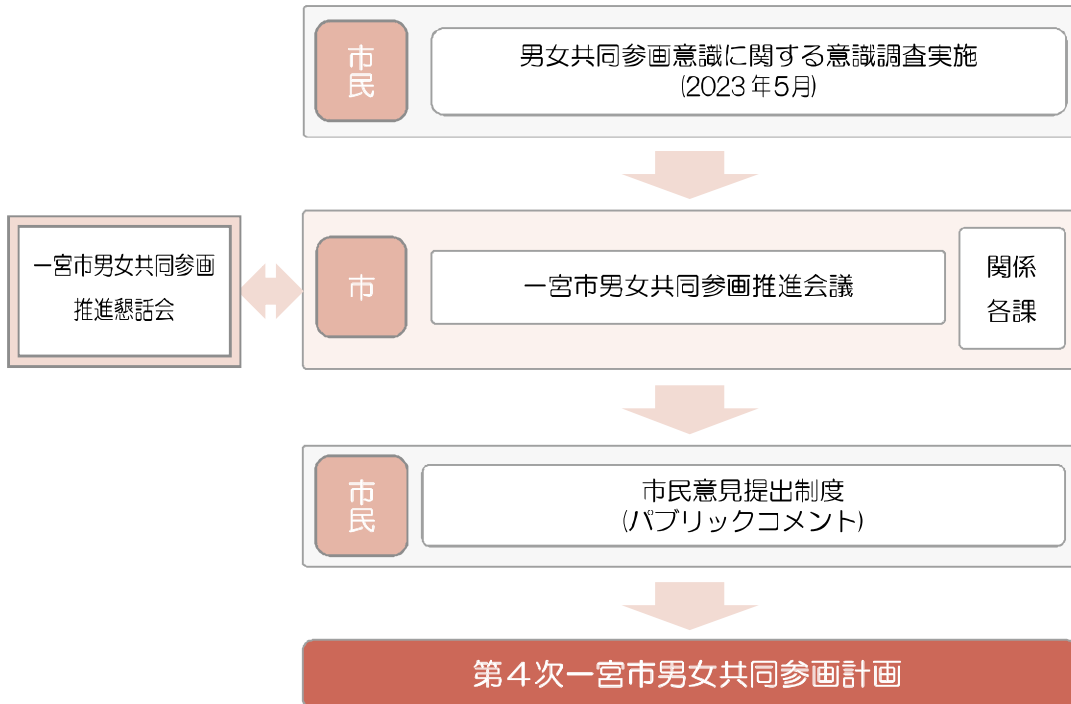 市民
男女共同参画意識に関する意識調査実施
(2023年5月)
一宮市男女共同参画
推進懇話会
市
一宮市男女共同参画推進会議
関係
各課
市民
市民意見提出制度
(パブリックコメント)
第4次一宮市男女共同参画計画